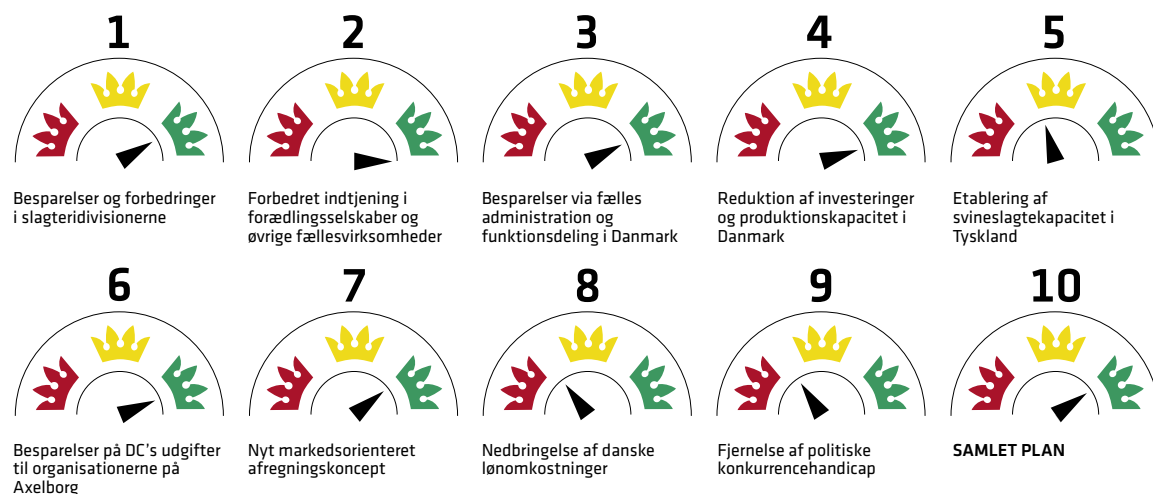 1
Besparelser og forbedringer
i slagteridivisionerne
2
Forbedret indtjening i
forædlingsselskaber og
øvrige fællesvirksomheder
3
Besparelser via fælles
administration og
funktionsdeling i Danmark
4
Reduktion af investeringer
og produktionskapacitet i
Danmark
5
Etablering af
svineslagtekapacitet i
Tyskland
6
Besparelser på DC's udgifter
til organisationerne på
Axelborg
7
Nyt markedsorienteret
afregningskoncept
8
Nedbringelse af danske
lønomkostninger
9
Fjernelse af politiske
konkurrencehandicap
10
SAMLET PLAN